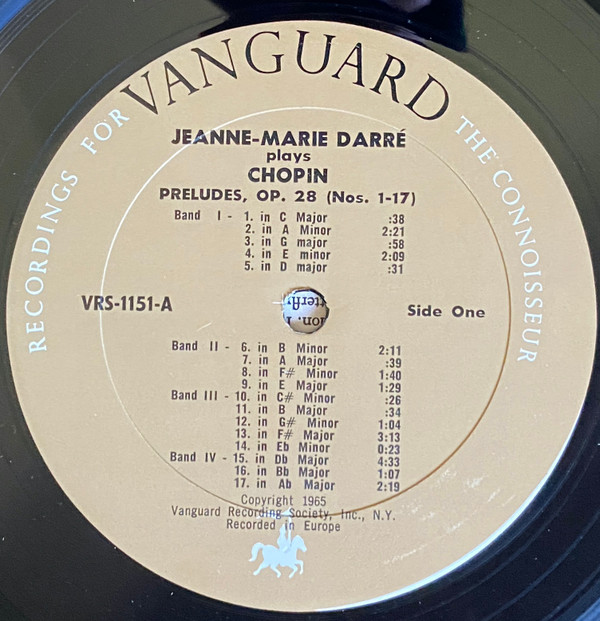 VANGUARD
RECORDINGS FOR THE CONNOISSEUR
JEANNE-MARIE DARRÉ
plays
CHOPIN
PRELUDES, OP. 28 (Nos. 1-17)
Band I - 1. in C Major :38
2. in A Minor 2:21
3. in G major :58
4. in E minor 2:09
5. in D major :31
VRS-1151-A Side One
Band II - 6. in B Minor 2:11
7. in A Major :39
8. in F# Minor 1:40
9. in E Major 1:29
Band III - 10. in C# Minor :26
11. in B Major :34
12. in G# Minor 1:04
13. in F# Major 3:13
14. in Eb Minor 0:23
Band IV - 15. in Db Major 4:33
16. in Bb Major 1:07
17. in Ab Major 2:19
Copyright 1965
Vanguard Recording Society, Inc., N.Y.
Recorded in Europe